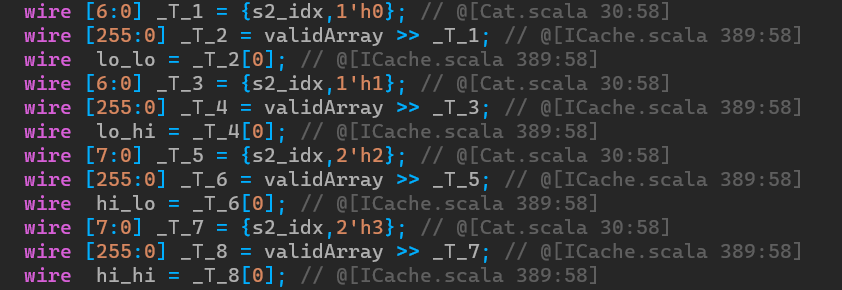 wire [6:0] _T_1 = {s2_idx,1'h0}; // @[Cat.scala 30:58]
wire [255:0] _T_2 = validArray >> _T_1; // @[ICache.scala 389:58]
wire  lo_lo = _T_2[0]; // @[ICache.scala 389:58]
wire [6:0] _T_3 = {s2_idx,1'h1}; // @[Cat.scala 30:58]
wire [255:0] _T_4 = validArray >> _T_3; // @[ICache.scala 389:58]
wire  lo_hi = _T_4[0]; // @[ICache.scala 389:58]
wire [7:0] _T_5 = {s2_idx,2'h2}; // @[Cat.scala 30:58]
wire [255:0] _T_6 = validArray >> _T_5; // @[ICache.scala 389:58]
wire  hi_lo = _T_6[0]; // @[ICache.scala 389:58]
wire [7:0] _T_7 = {s2_idx,2'h3}; // @[Cat.scala 30:58]
wire [255:0] _T_8 = validArray >> _T_7; // @[ICache.scala 389:58]
wire  hi_hi = _T_8[0]; // @[ICache.scala 389:58]